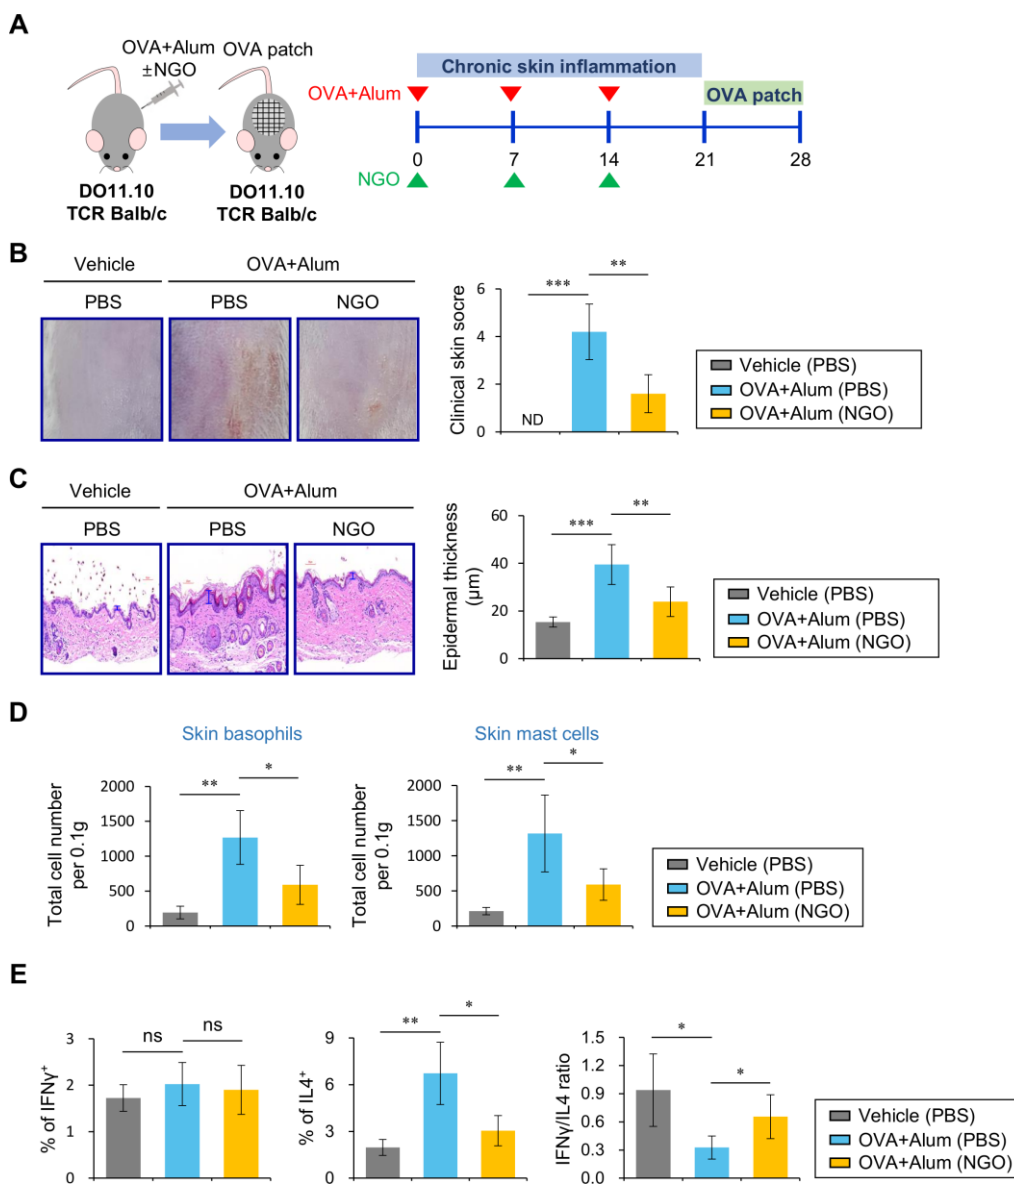 A
OVA+Alum
±NGO
OVA patch
DO11.10
TCR Balb/c
DO11.10
TCR Balb/c
Chronic skin inflammation
OVA+Alum
OVA patch
0 7 14 21 28
NGO
B
Vehicle OVA+Alum
PBS PBS NGO
Clinical skin socre
6
4
2
0
ND
***
**
Vehicle (PBS)
OVA+Alum (PBS)
OVA+Alum (NGO)
C
Vehicle OVA+Alum
PBS PBS NGO
Epidermal thickness
(μm)
60
40
20
0
***
**
Vehicle (PBS)
OVA+Alum (PBS)
OVA+Alum (NGO)
D
Skin basophils
Total cell number
per 0.1g
2000
1500
1000
500
0
**
*
Skin mast cells
Total cell number
per 0.1g
2000
1500
1000
500
0
**
*
Vehicle (PBS)
OVA+Alum (PBS)
OVA+Alum (NGO)
E
% of IFNγ⁺
3
2
1
0
ns
ns
% of IL4⁺
9
6
3
0
**
*
IFNγ/IL4 ratio
1.5
1.2
0.9
0.6
0.3
0.0
*
*
Vehicle (PBS)
OVA+Alum (PBS)
OVA+Alum (NGO)